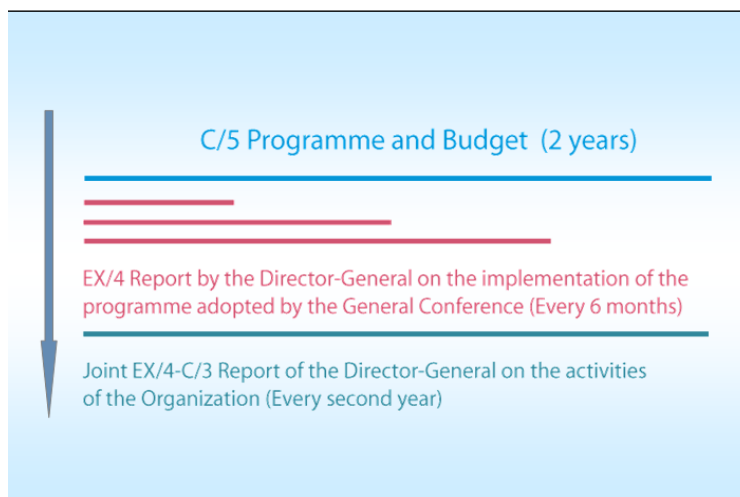 C/5 Programme and Budget (2 years)
EX/4 Report by the Director-General on the implementation of the
programme adopted by the General Conference (Every 6 months)
Joint EX/4-C/3 Report of the Director-General on the activities
of the Organization (Every second year)